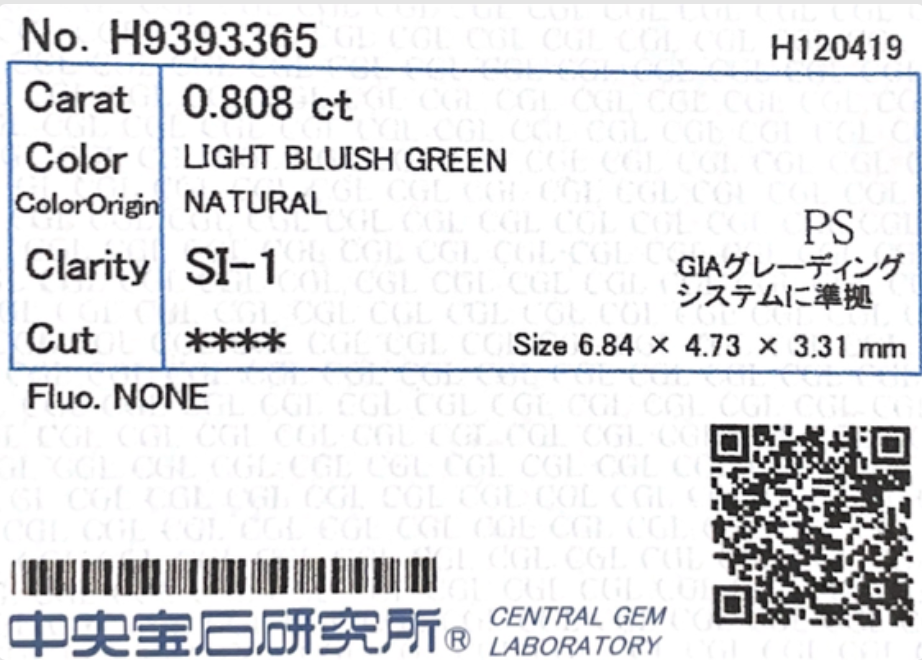 No. H9393365 H120419
Carat 0.808 ct
Color LIGHT BLUISH GREEN
ColorOrigin NATURAL
PS
Clarity SI-1
GIAグレーディング
システムに準拠
Cut **** Size 6.84 × 4.73 × 3.31 mm
Fluo. NONE
中央宝石研究所® CENTRAL GEM
LABORATORY